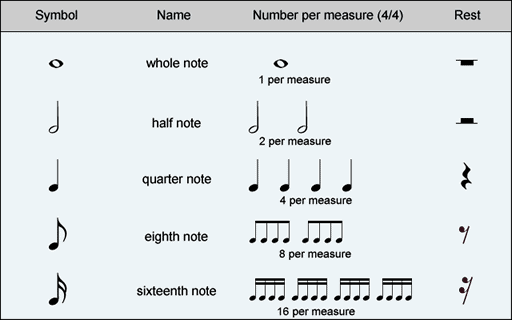 Symbol Name Number per measure (4/4) Rest
whole note
1 per measure
half note
2 per measure
quarter note
4 per measure
eighth note
8 per measure
sixteenth note
16 per measure